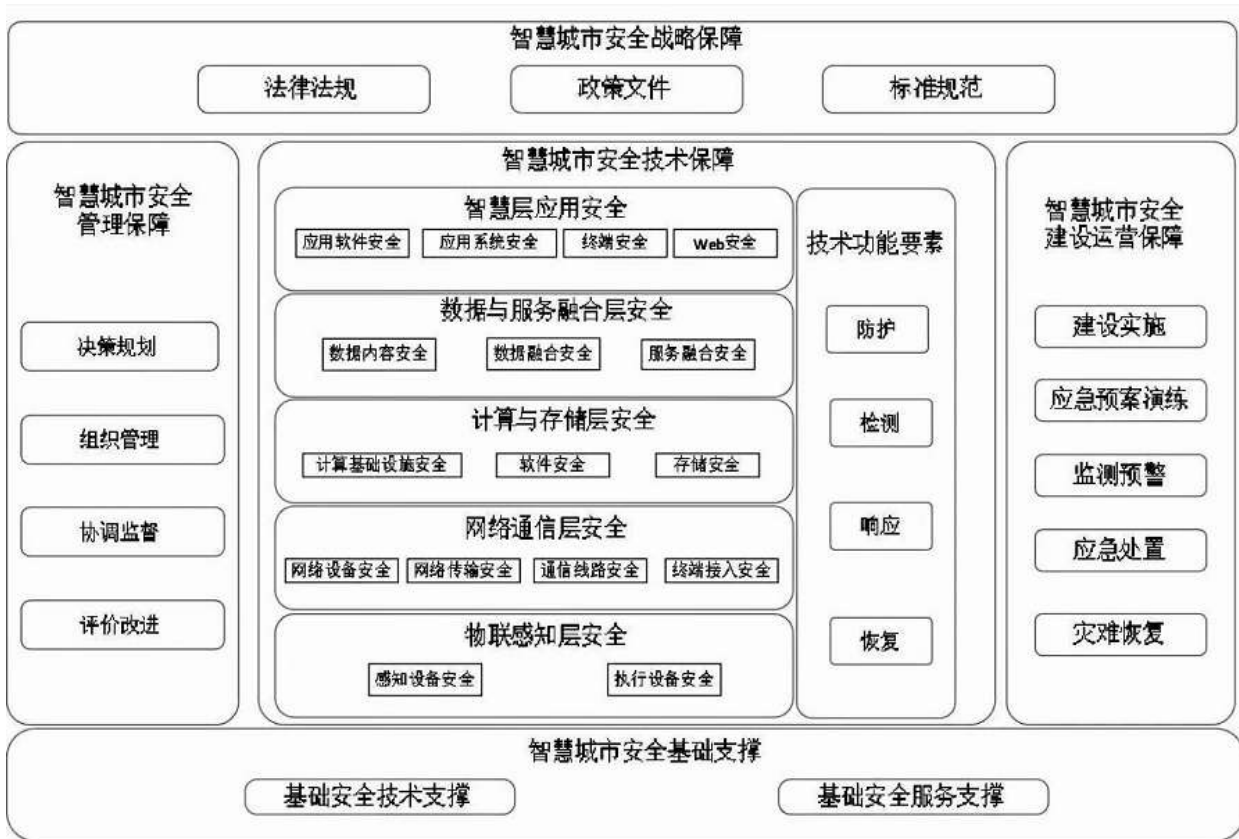 智慧城市安全战略保障
法律法规
政策文件
标准规范
智慧城市安全
管理保障
决策规划
组织管理
协调监督
评价改进
智慧城市安全技术保障
智慧层应用安全
应用软件安全
应用系统安全
终端安全
Web安全
数据与服务融合层安全
数据内容安全
数据融合安全
服务融合安全
计算与存储层安全
计算基础设施安全
软件安全
存储安全
网络通信层安全
网络设备安全
网络传输安全
通信线路安全
终端接入安全
物联感知层安全
感知设备安全
执行设备安全
技术功能要素
防护
检测
响应
恢复
智慧城市安全
建设运营保障
建设实施
应急预案演练
监测预警
应急处置
灾难恢复
智慧城市安全基础支撑
基础安全技术支撑
基础安全服务支撑